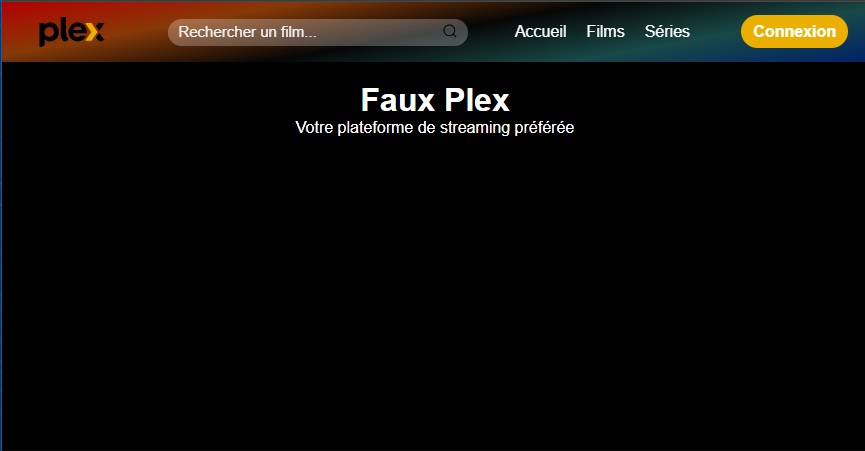 plex
Rechercher un film...
Accueil
Films
Séries
Connexion
Faux Plex
Votre plateforme de streaming préférée